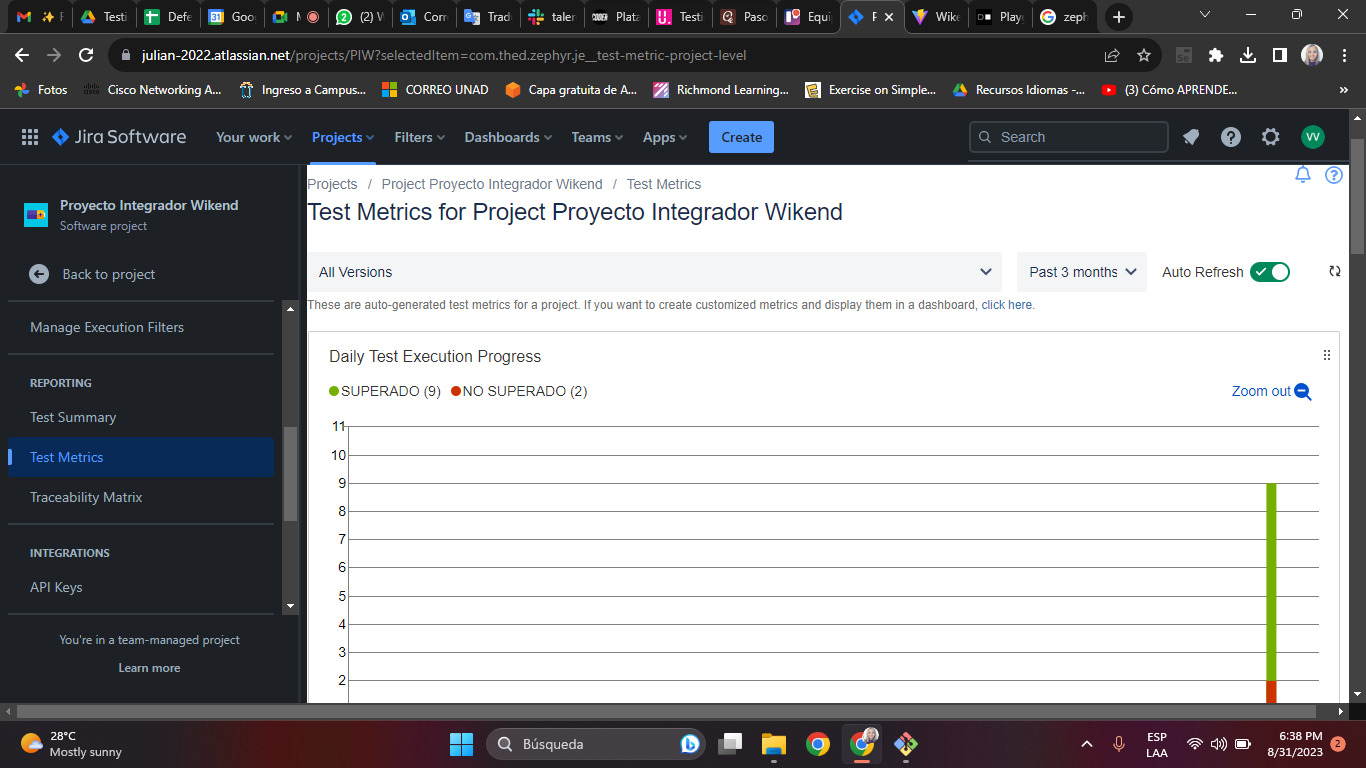 ✨ F
Testi
Defe
Goo
M
(2) W
Corr
Trad
taler
Plata
Testi
Paso
Equi
P
Wike
Playg
zeph
julian-2022.atlassian.net/projects/PIW?selectedItem=com.thed.zephyr.je__test-metric-project-level
Fotos
Cisco Networking A...
Ingreso a Campus...
CORREO UNAD
Capa gratuita de A...
Richmond Learning...
Exercise on Simple...
Recursos Idiomas -...
(3) Cómo APRENDE...
»
Jira Software
Your work
Projects
Filters
Dashboards
Teams
Apps
Create
Search
VV
Proyecto Integrador Wikend
Software project
Back to project
Manage Execution Filters
REPORTING
Test Summary
Test Metrics
Traceability Matrix
INTEGRATIONS
API Keys
You're in a team-managed project
Learn more
Projects / Project Proyecto Integrador Wikend / Test Metrics
Test Metrics for Project Proyecto Integrador Wikend
All Versions
Past 3 months
Auto Refresh
These are auto-generated test metrics for a project. If you want to create customized metrics and display them in a dashboard, click here.
Daily Test Execution Progress
SUPERADO (9) NO SUPERADO (2)
Zoom out
11
10
9
8
7
6
5
4
3
2
28°C
Mostly sunny
Búsqueda
ESP
LAA
6:38 PM
8/31/2023
2